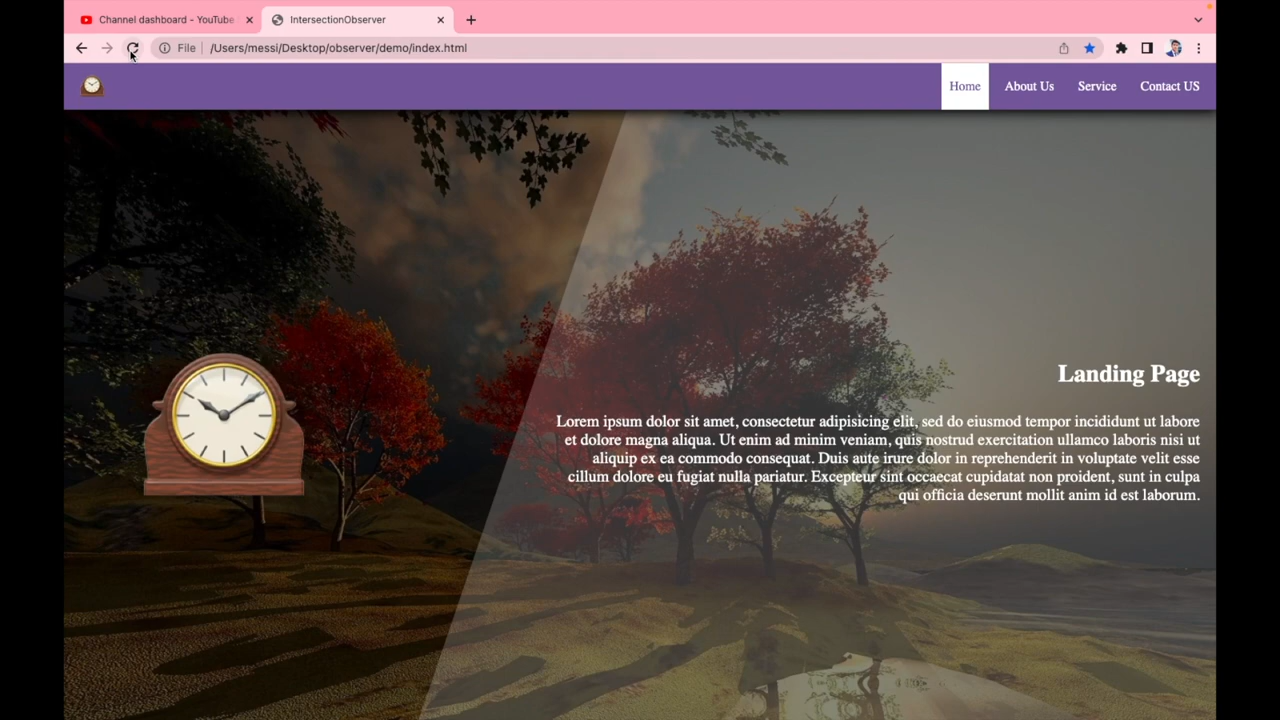 Channel dashboard - YouTube
IntersectionObserver
File
/Users/messi/Desktop/observer/demo/index.html
Home
About Us
Service
Contact US
Landing Page
Lorem ipsum dolor sit amet, consectetur adipisicing elit, sed do eiusmod tempor incididunt ut labore
et dolore magna aliqua. Ut enim ad minim veniam, quis nostrud exercitation ullamco laboris nisi ut
aliquip ex ea commodo consequat. Duis aute irure dolor in reprehenderit in voluptate velit esse
cillum dolore eu fugiat nulla pariatur. Excepteur sint occaecat cupidatat non proident, sunt in culpa
qui officia deserunt mollit anim id est laborum.